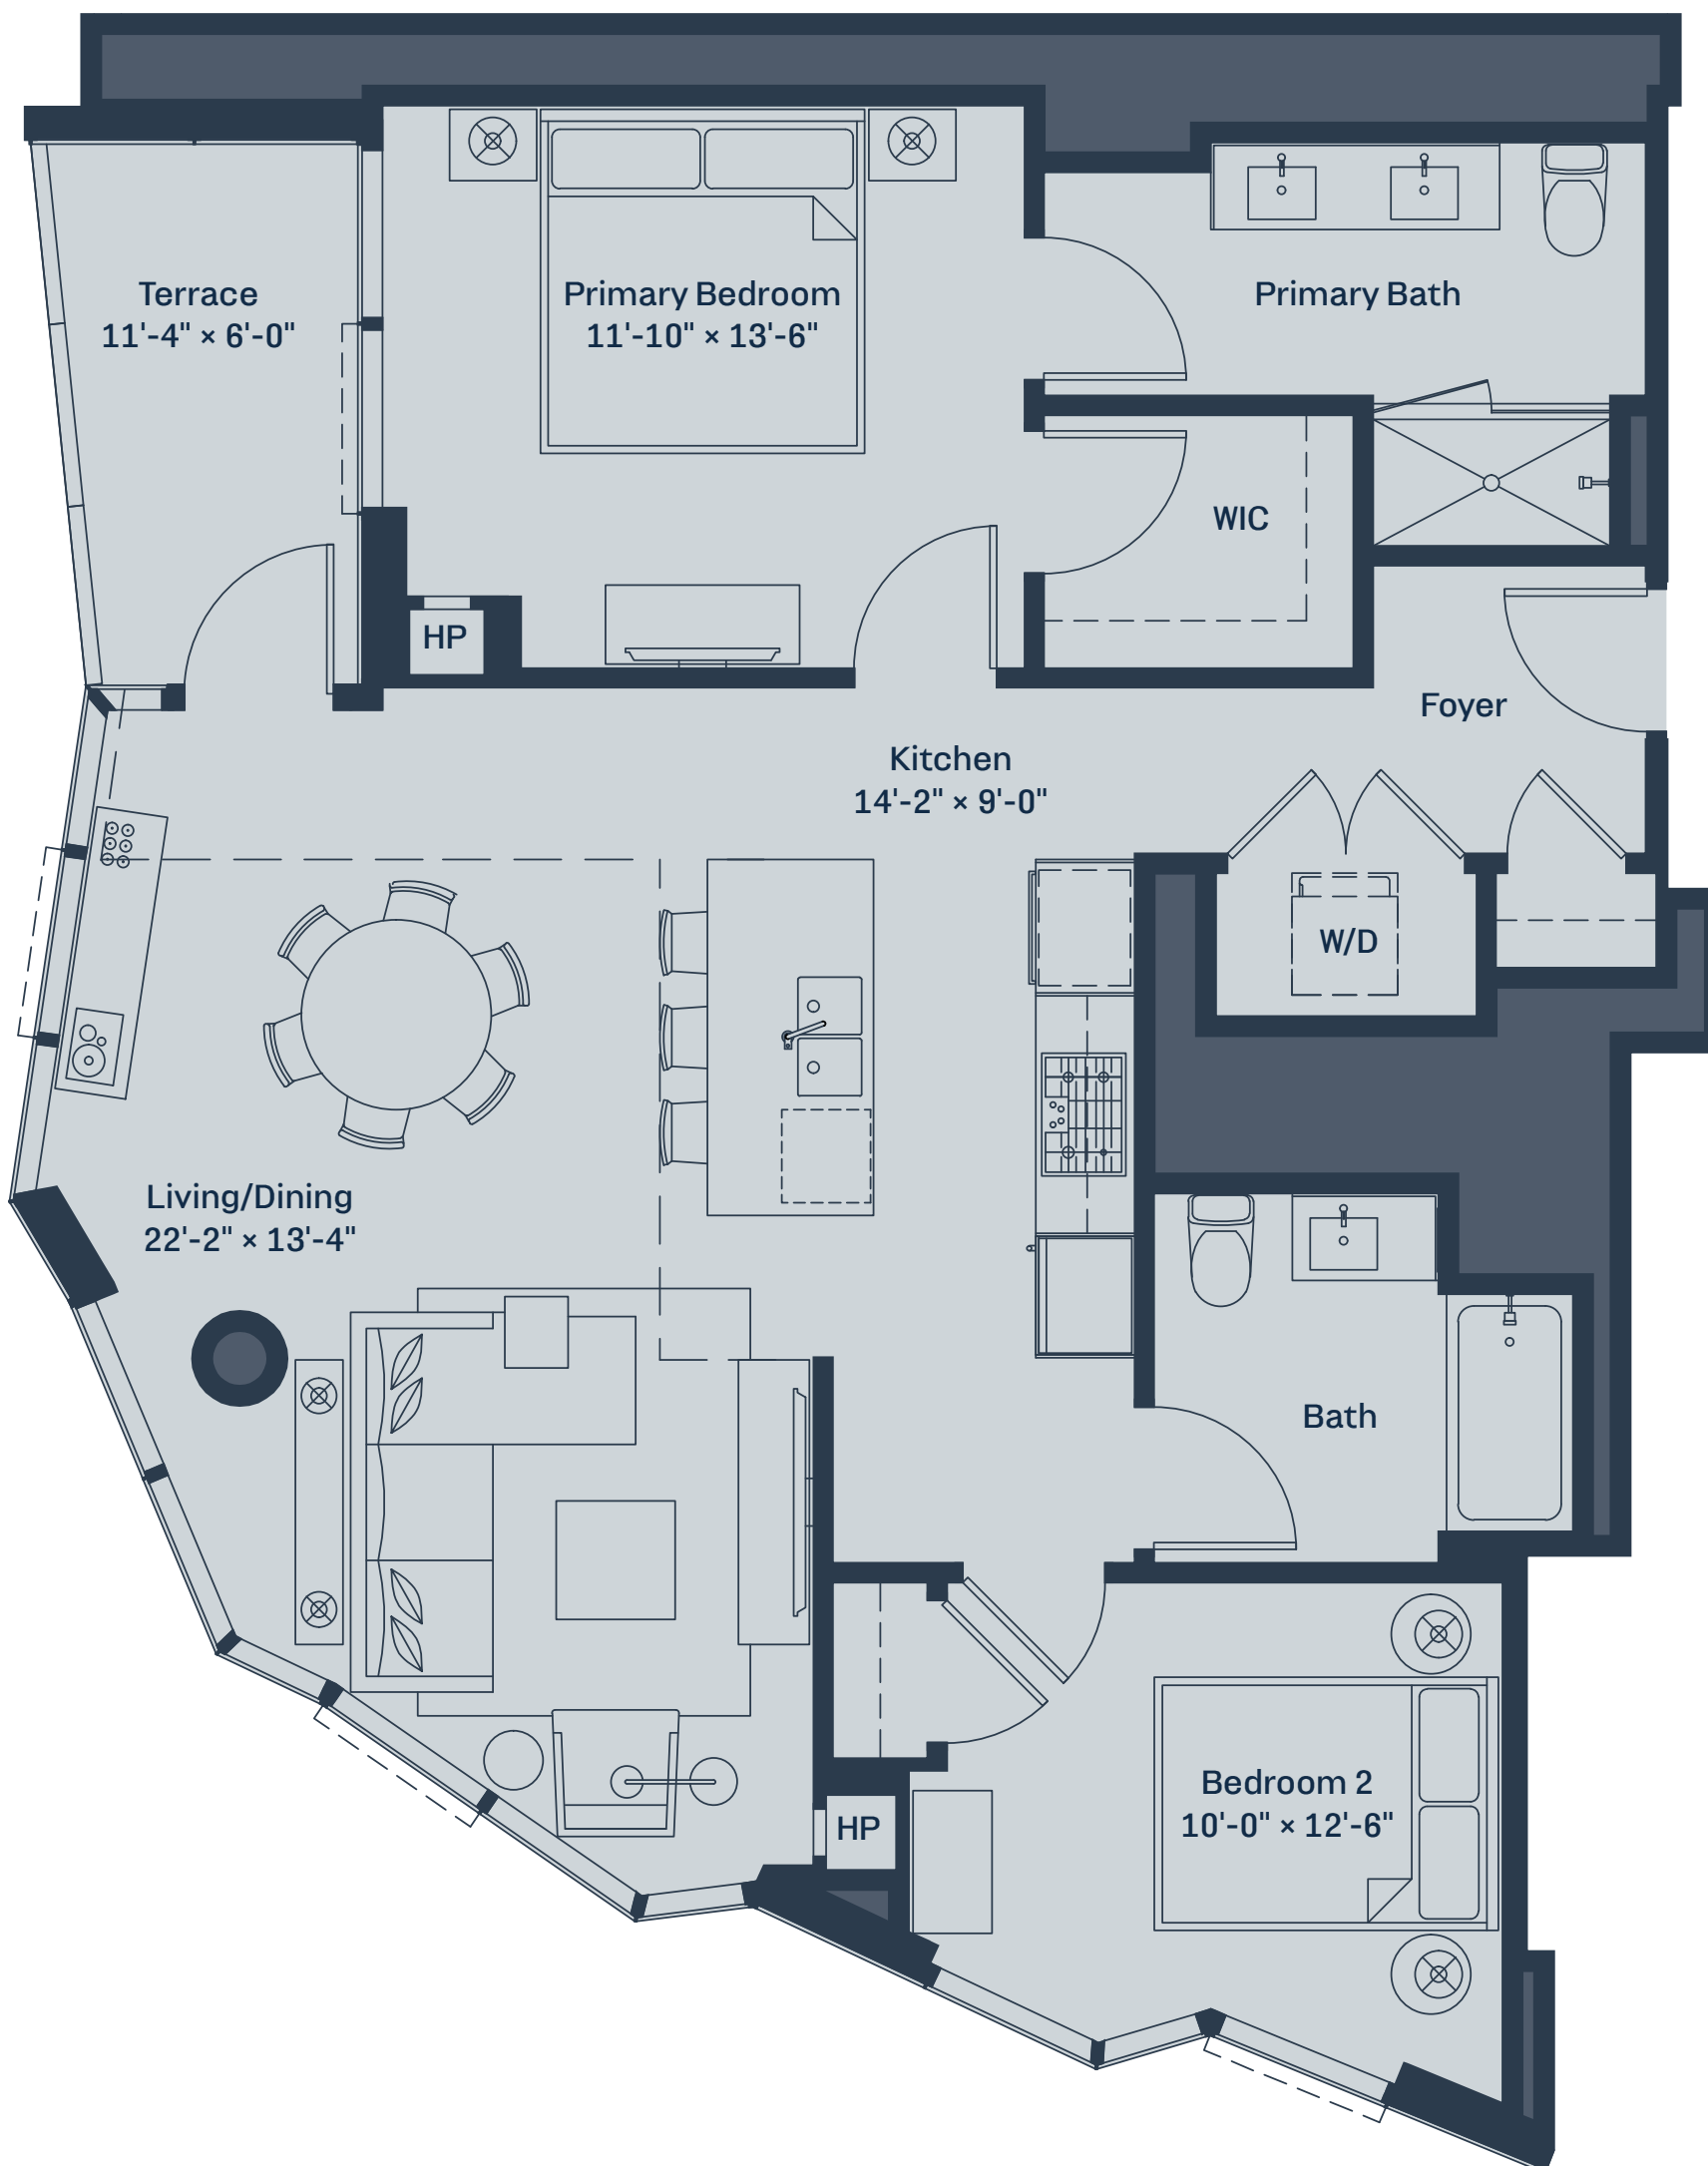 Terrace
11'-4" × 6'-0"
Primary Bedroom
11'-10" × 13'-6"
Primary Bath
WIC
HP
Foyer
Kitchen
14'-2" × 9'-0"
W/D
Living/Dining
22'-2" × 13'-4"
Bath
Bedroom 2
10'-0" × 12'-6"
HP